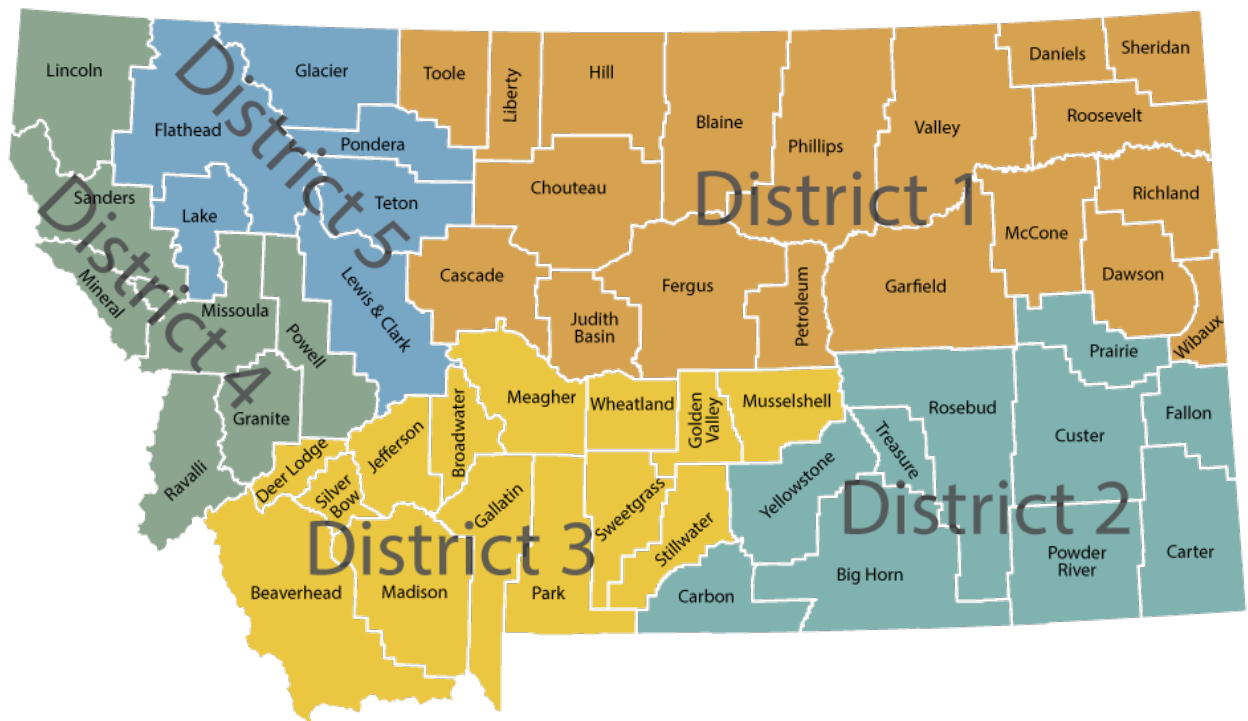 Lincoln
Flathead
Glacier
Toole
Liberty
Hill
Blaine
Phillips
Valley
Daniels
Sheridan
Roosevelt
Pondera
Chouteau
Teton
Lake
Sanders
District 5
District 1
Richland
McCone
Dawson
Garfield
Wibaux
Cascade
Fergus
Petroleum
Judith
Basin
Lewis & Clark
Missoula
Mineral
District 4
Powell
Granite
Ravalli
Prairie
Meagher
Wheatland
Golden
Valley
Musselshell
Rosebud
Custer
Fallon
Treasure
Yellowstone
District 2
Broadwater
Jefferson
Deer Lodge
Silver
Bow
Gallatin
Sweetgrass
Stillwater
District 3
Beaverhead
Madison
Park
Carbon
Big Horn
Powder
River
Carter